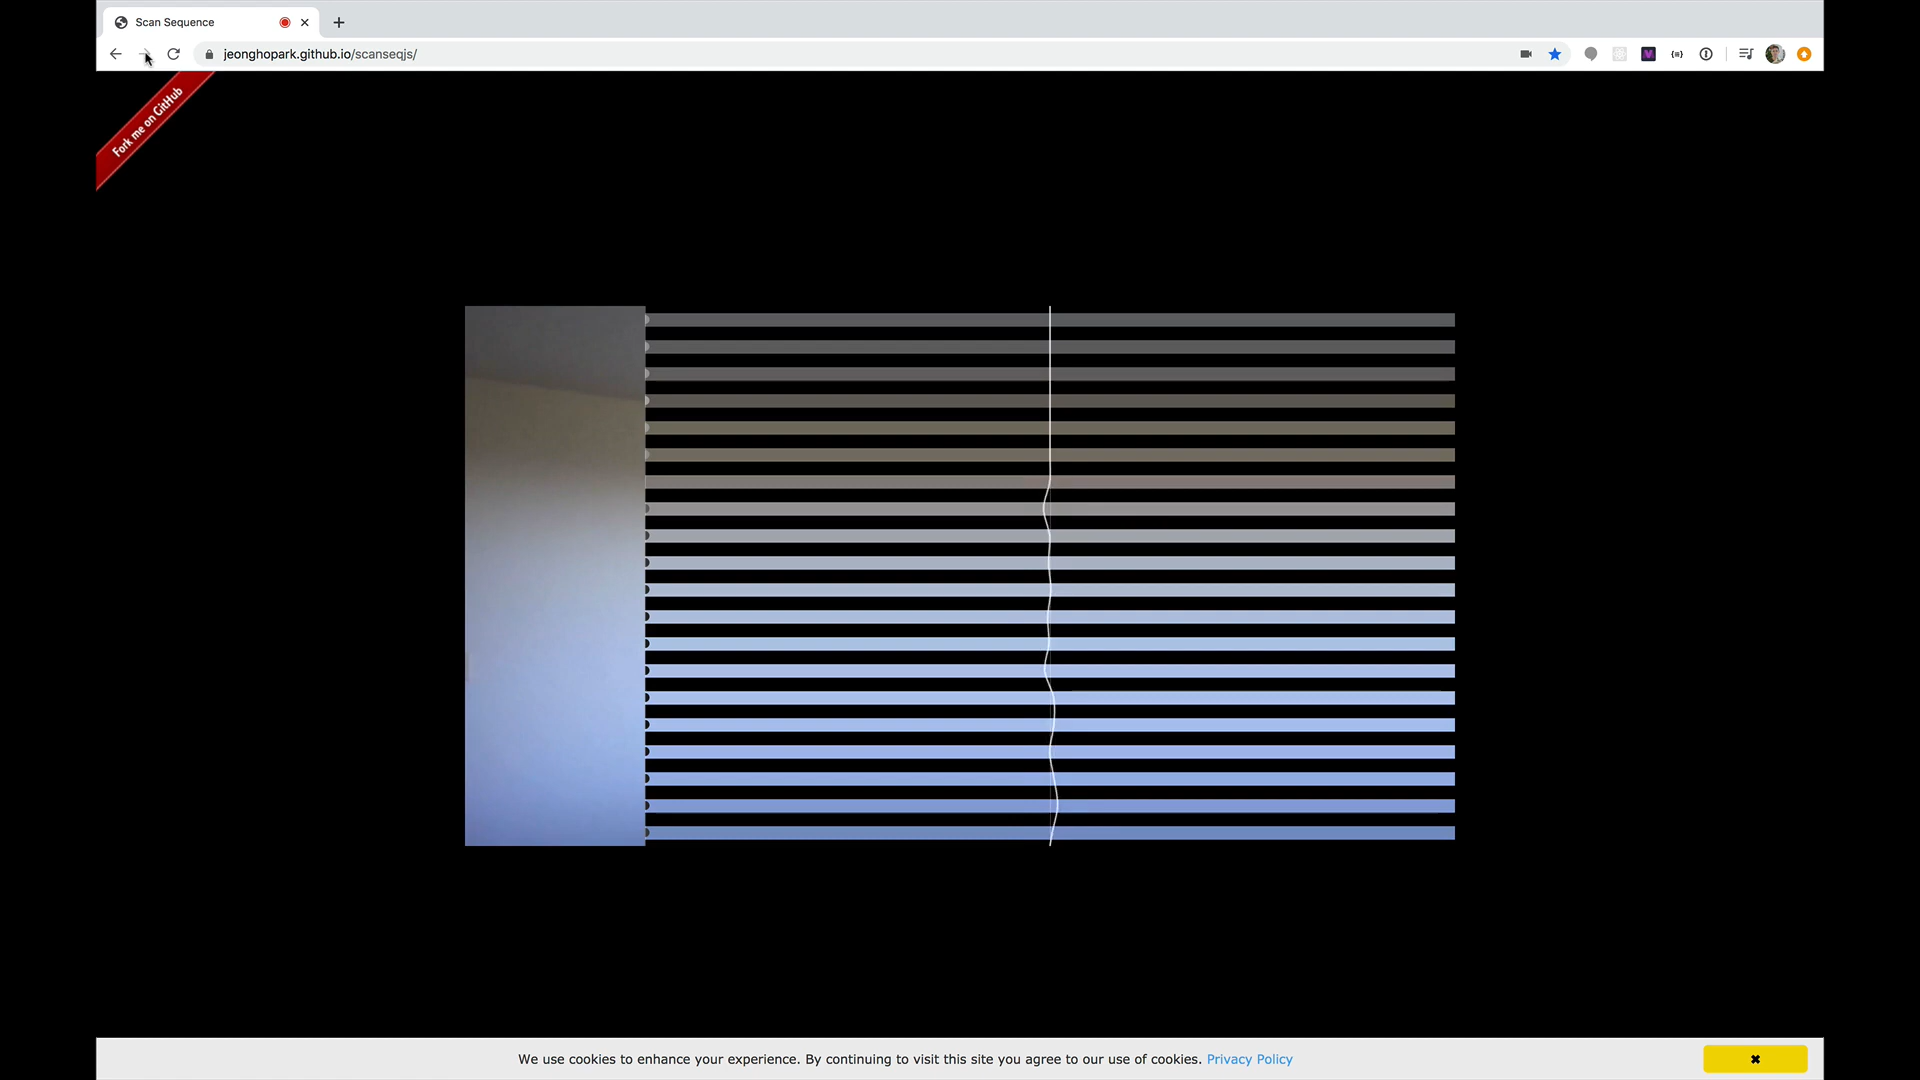 Scan Sequence
jeonghopark.github.io/scanseqjs/
Fork me on GitHub
We use cookies to enhance your experience. By continuing to visit this site you agree to our use of cookies. Privacy Policy